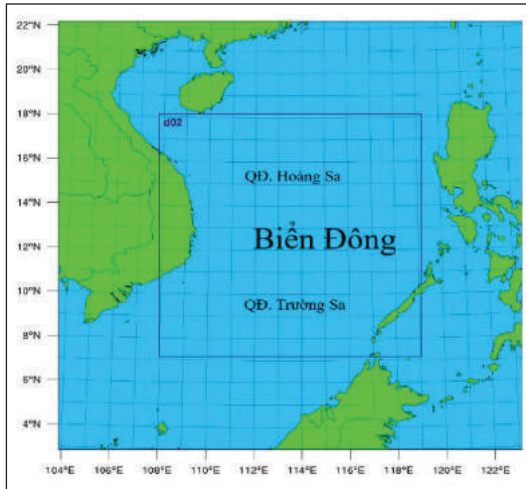 22°N
20°N
18°N
d02
16°N
QĐ. Hoàng Sa
14°N
Biển Đông
12°N
10°N
QĐ. Trường Sa
8°N
6°N
4°N
104°E 106°E 108°E 110°E 112°E 114°E 116°E 118°E 120°E 122°E